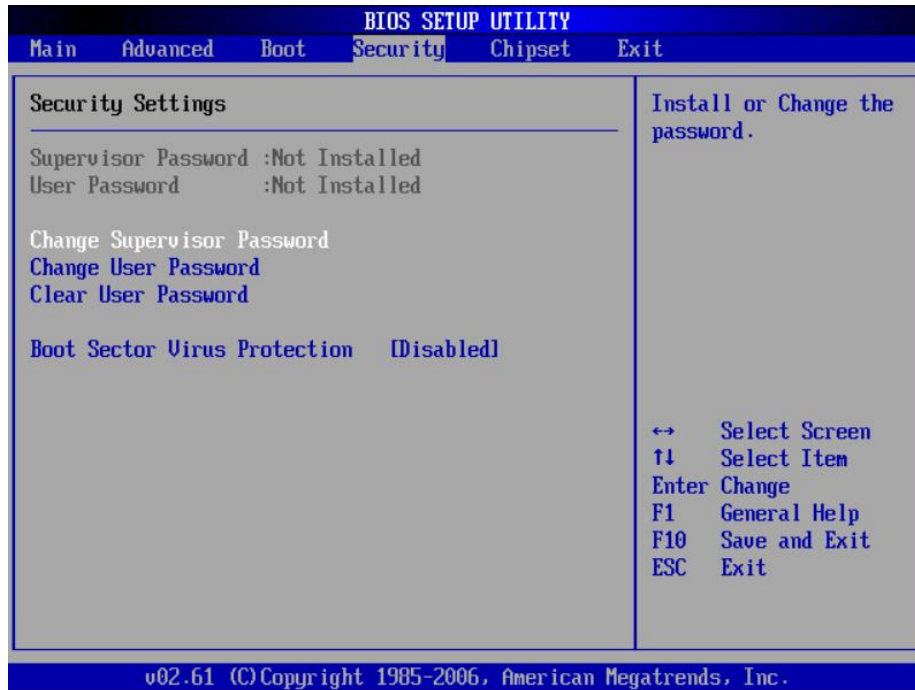 BIOS SETUP UTILITY
Main Advanced Boot Security Chipset Exit
Security Settings
Supervisor Password :Not Installed
User Password :Not Installed
Change Supervisor Password
Change User Password
Clear User Password
Boot Sector Virus Protection [Disabled]
Install or Change the
password.
←→ Select Screen
↑↓ Select Item
Enter Change
F1 General Help
F10 Save and Exit
ESC Exit
v02.61 (C)Copyright 1985-2006, American Megatrends, Inc.